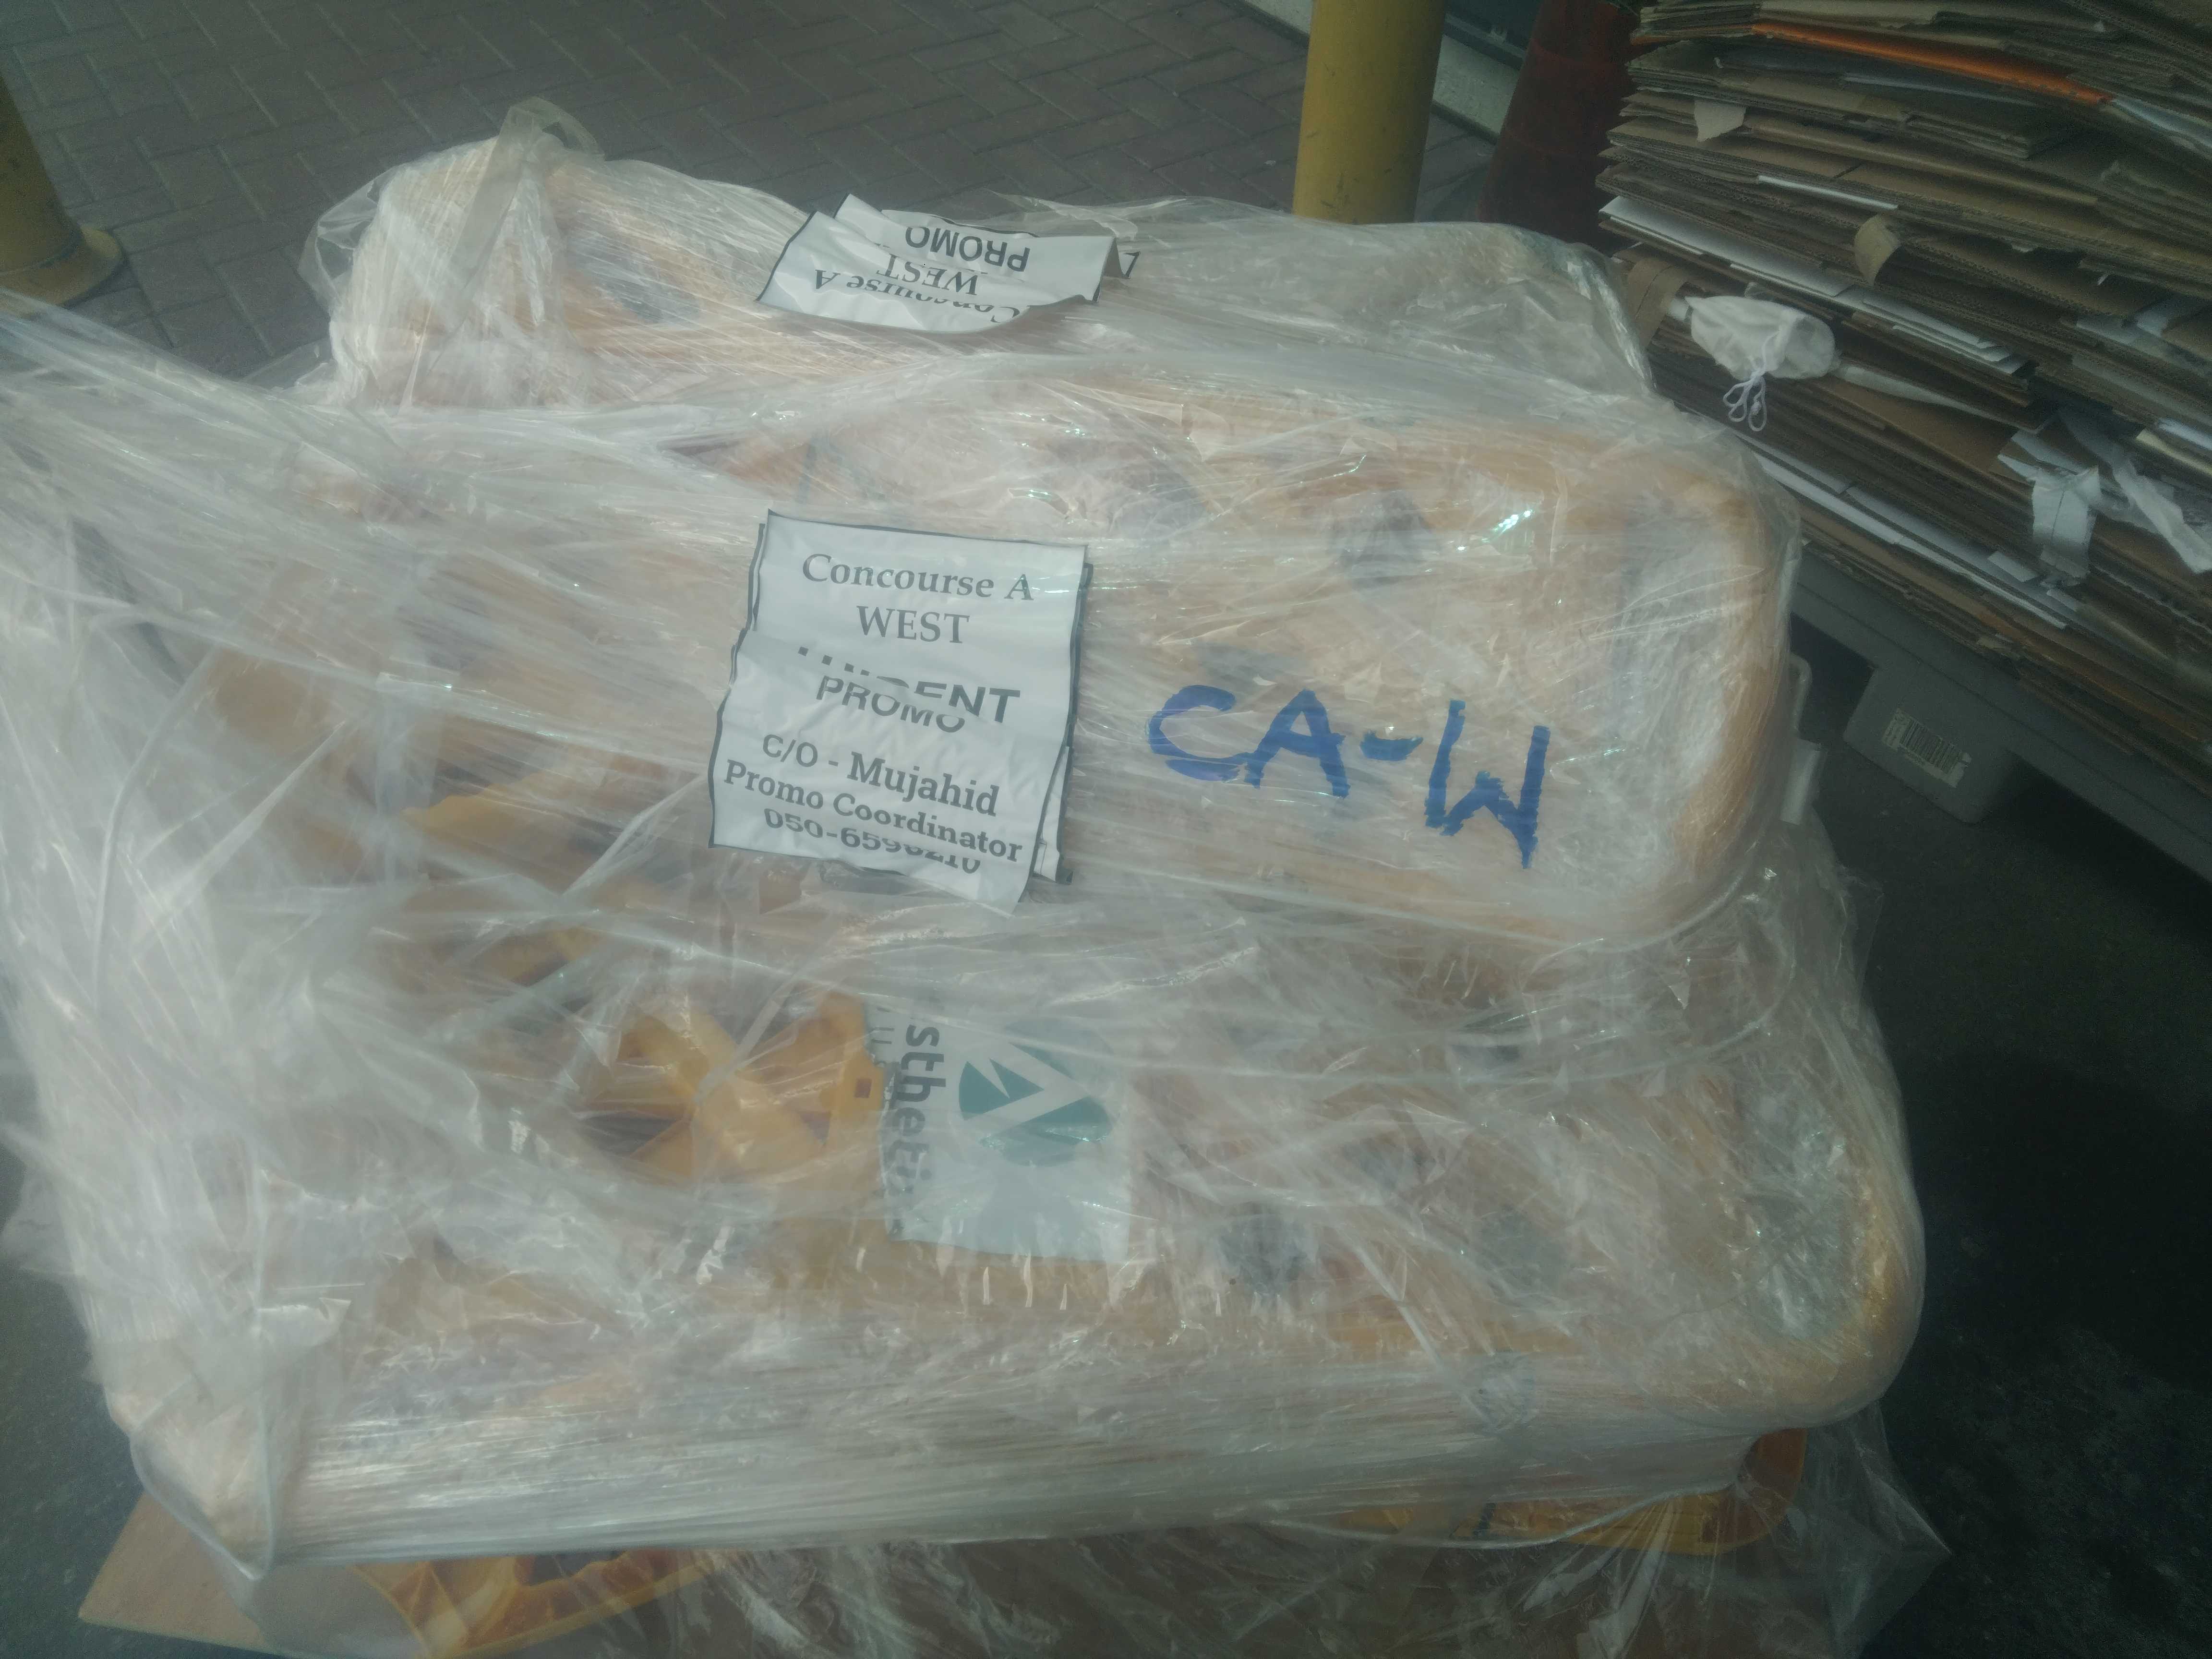 PROMO
WEST
Concourse A
Concourse A
WEST
PROMO
C/O - Mujahid
Promo Coordinator
CA-W